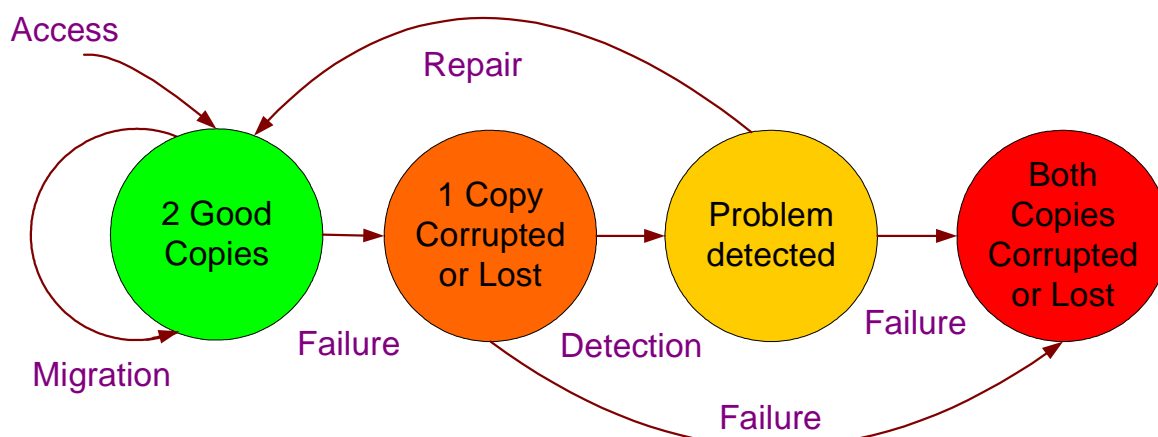 Access
Repair
2 Good
Copies
1 Copy
Corrupted
or Lost
Problem
detected
Both
Copies
Corrupted
or Lost
Migration
Failure
Detection
Failure
Failure